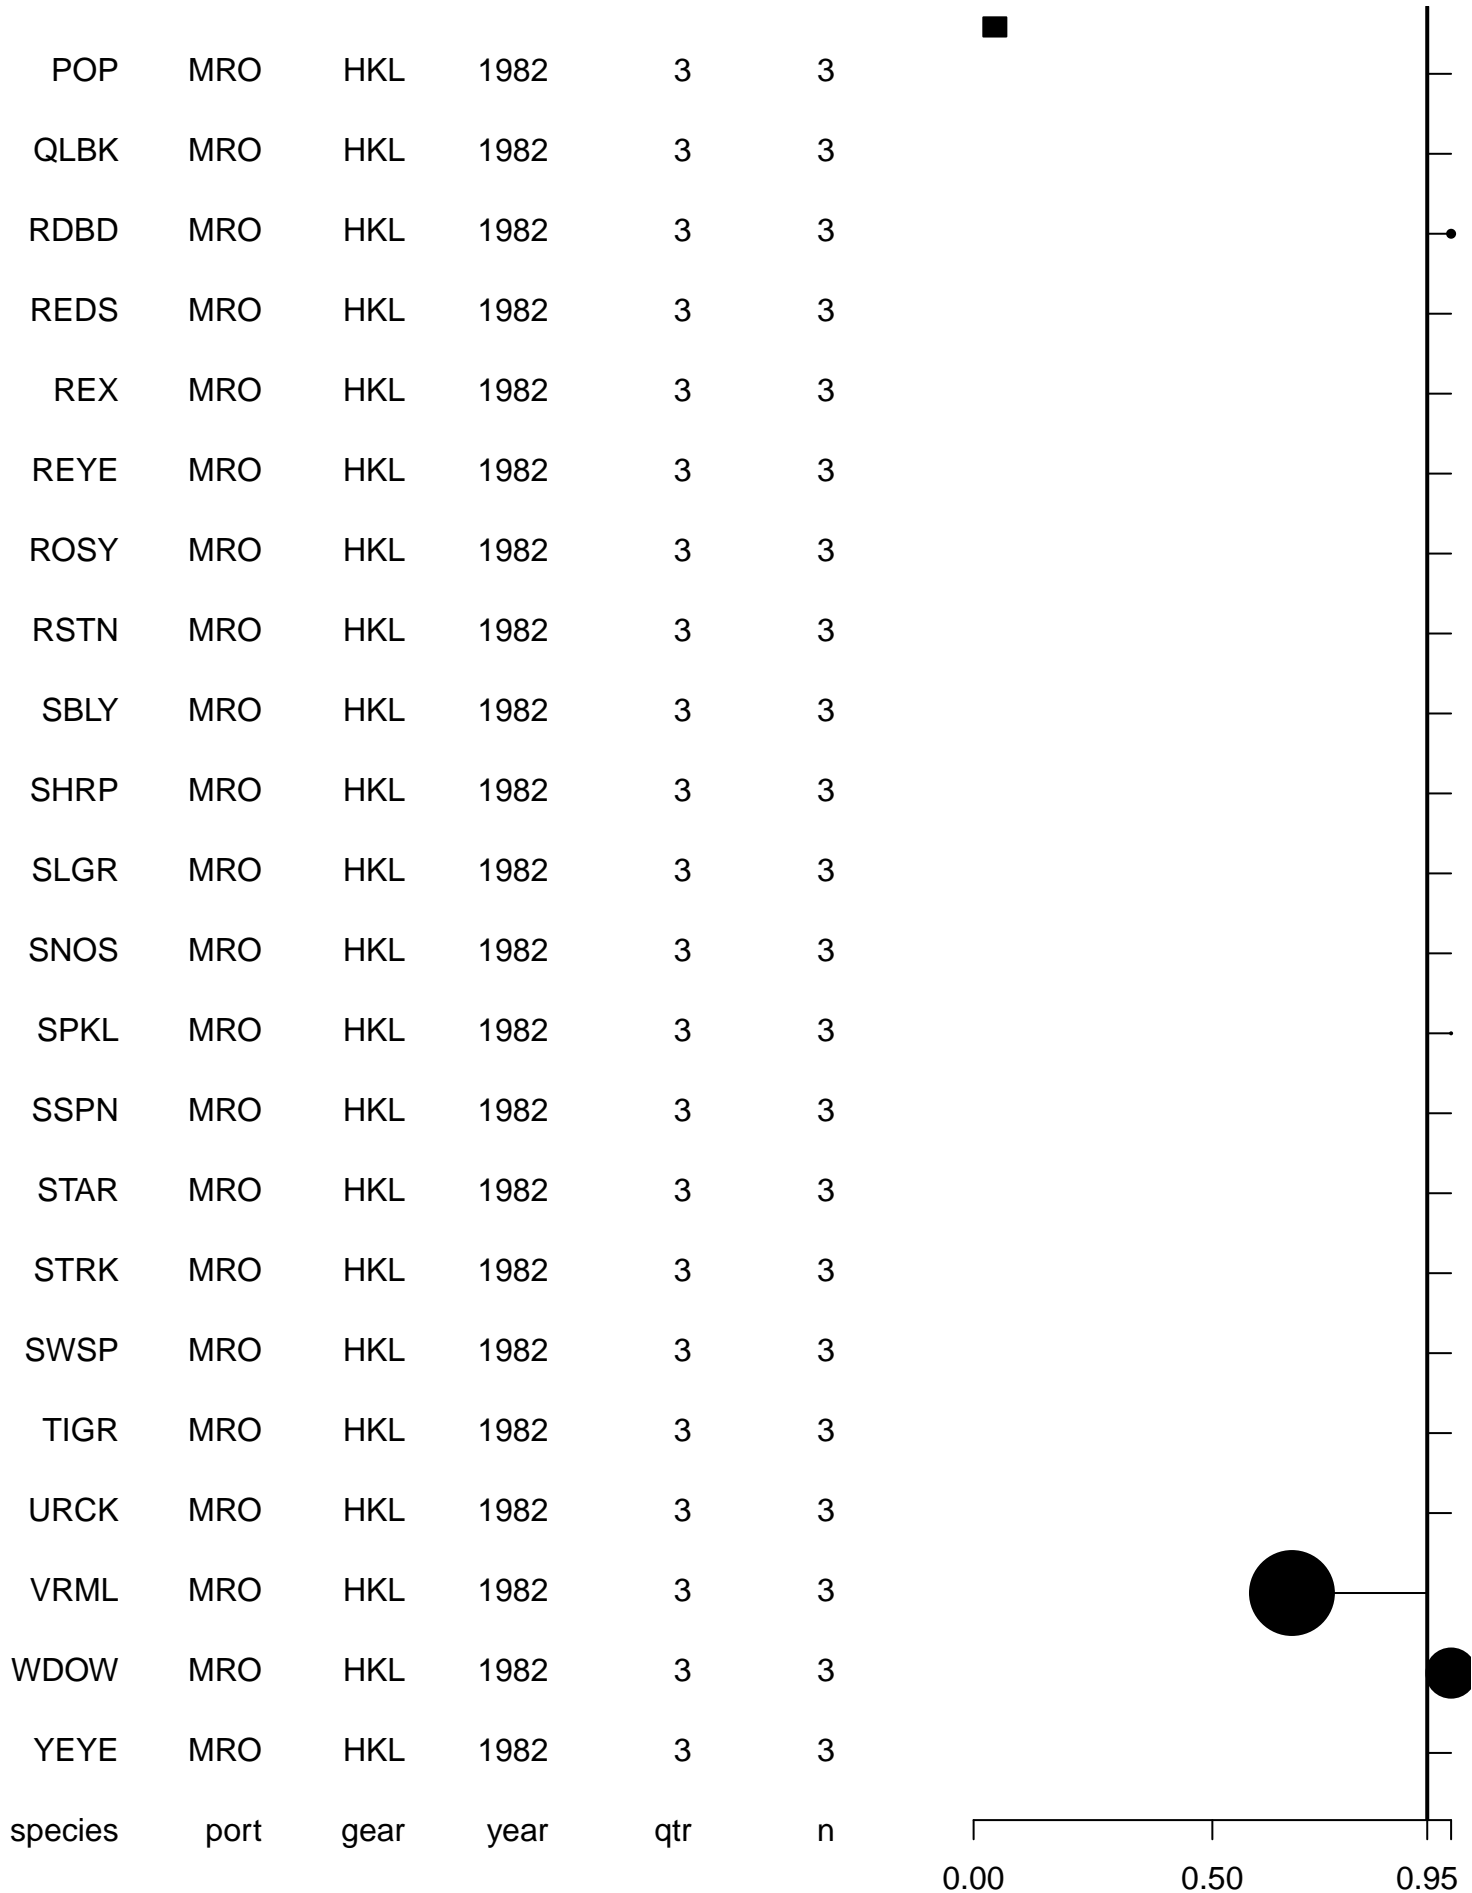 POP MRO HKL 1982 3 3
QLBK MRO HKL 1982 3 3
RDBD MRO HKL 1982 3 3
REDS MRO HKL 1982 3 3
REX MRO HKL 1982 3 3
REYE MRO HKL 1982 3 3
ROSY MRO HKL 1982 3 3
RSTN MRO HKL 1982 3 3
SBLY MRO HKL 1982 3 3
SHRP MRO HKL 1982 3 3
SLGR MRO HKL 1982 3 3
SNOS MRO HKL 1982 3 3
SPKL MRO HKL 1982 3 3
SSPN MRO HKL 1982 3 3
STAR MRO HKL 1982 3 3
STRK MRO HKL 1982 3 3
SWSP MRO HKL 1982 3 3
TIGR MRO HKL 1982 3 3
URCK MRO HKL 1982 3 3
VRML MRO HKL 1982 3 3
WDOW MRO HKL 1982 3 3
YEYE MRO HKL 1982 3 3
species port gear year qtr n
0.00 0.50 0.95